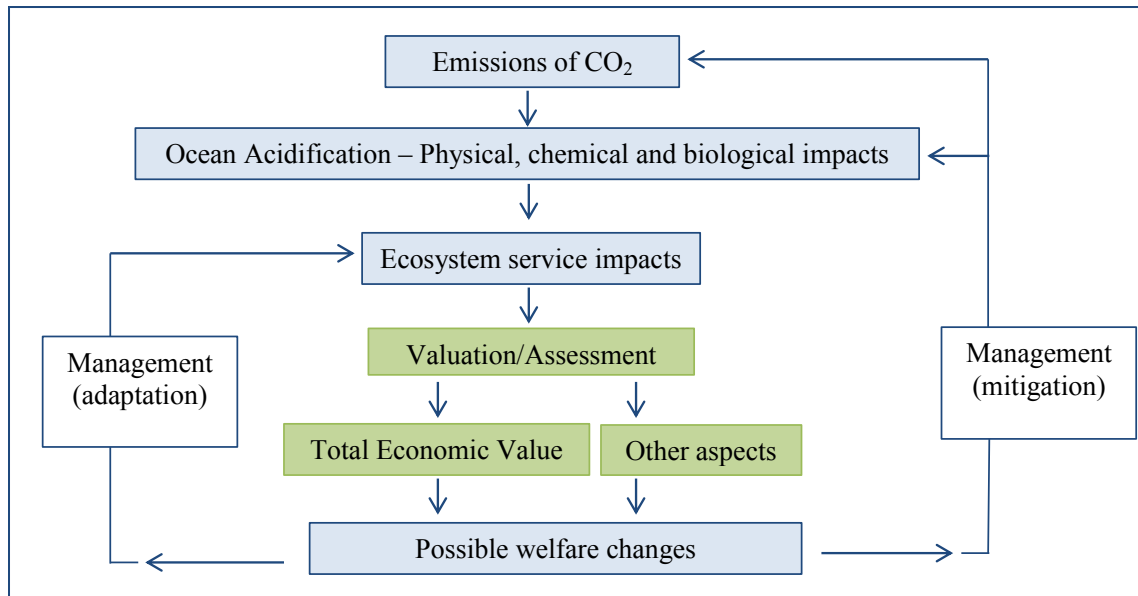 Emissions of CO₂
Ocean Acidification – Physical, chemical and biological impacts
Ecosystem service impacts
Valuation/Assessment
Management
(adaptation)
Management
(mitigation)
Total Economic Value
Other aspects
Possible welfare changes